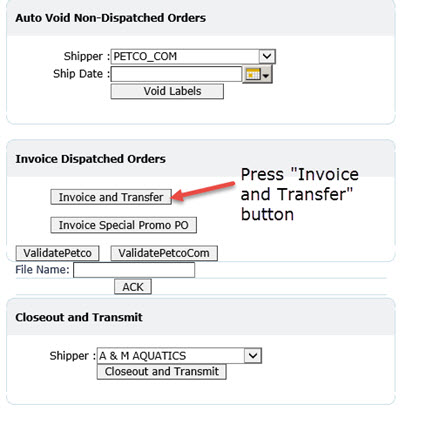 Auto Void Non-Dispatched Orders
Shipper : PETCO_COM
Ship Date :
Void Labels
Invoice Dispatched Orders
Invoice and Transfer
Press "Invoice
and Transfer"
button
Invoice Special Promo PO
ValidatePetco ValidatePetcoCom
File Name:
ACK
Closeout and Transmit
Shipper : A & M AQUATICS
Closeout and Transmit